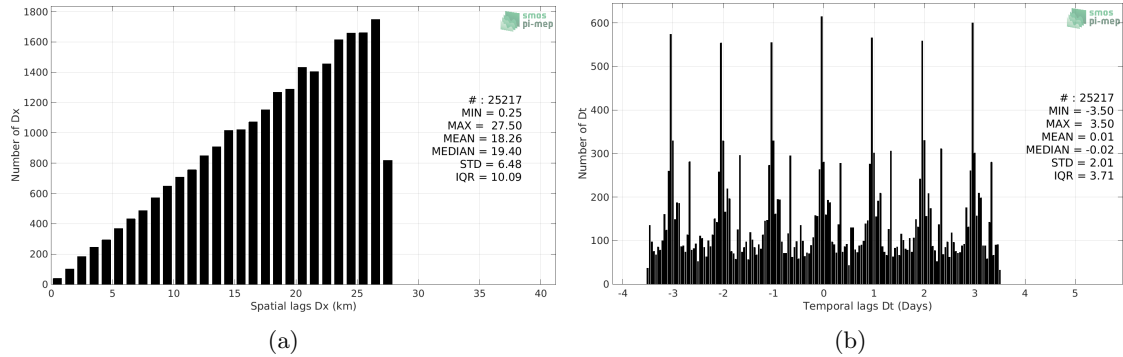 1800
1600
1400
1200
1000
800
600
400
200
0
Number of Dx
0 5 10 15 20 25 30 35 40
Spatial lags Dx (km)
smos
pi-mep
# : 25217
MIN = 0.25
MAX = 27.50
MEAN = 18.26
MEDIAN = 19.40
STD = 6.48
IQR = 10.09
(a)
600
500
400
300
200
100
0
Number of Dt
-4 -3 -2 -1 0 1 2 3 4 5
Temporal lags Dt (Days)
smos
pi-mep
# : 25217
MIN = -3.50
MAX = 3.50
MEAN = 0.01
MEDIAN = -0.02
STD = 2.01
IQR = 3.71
(b)